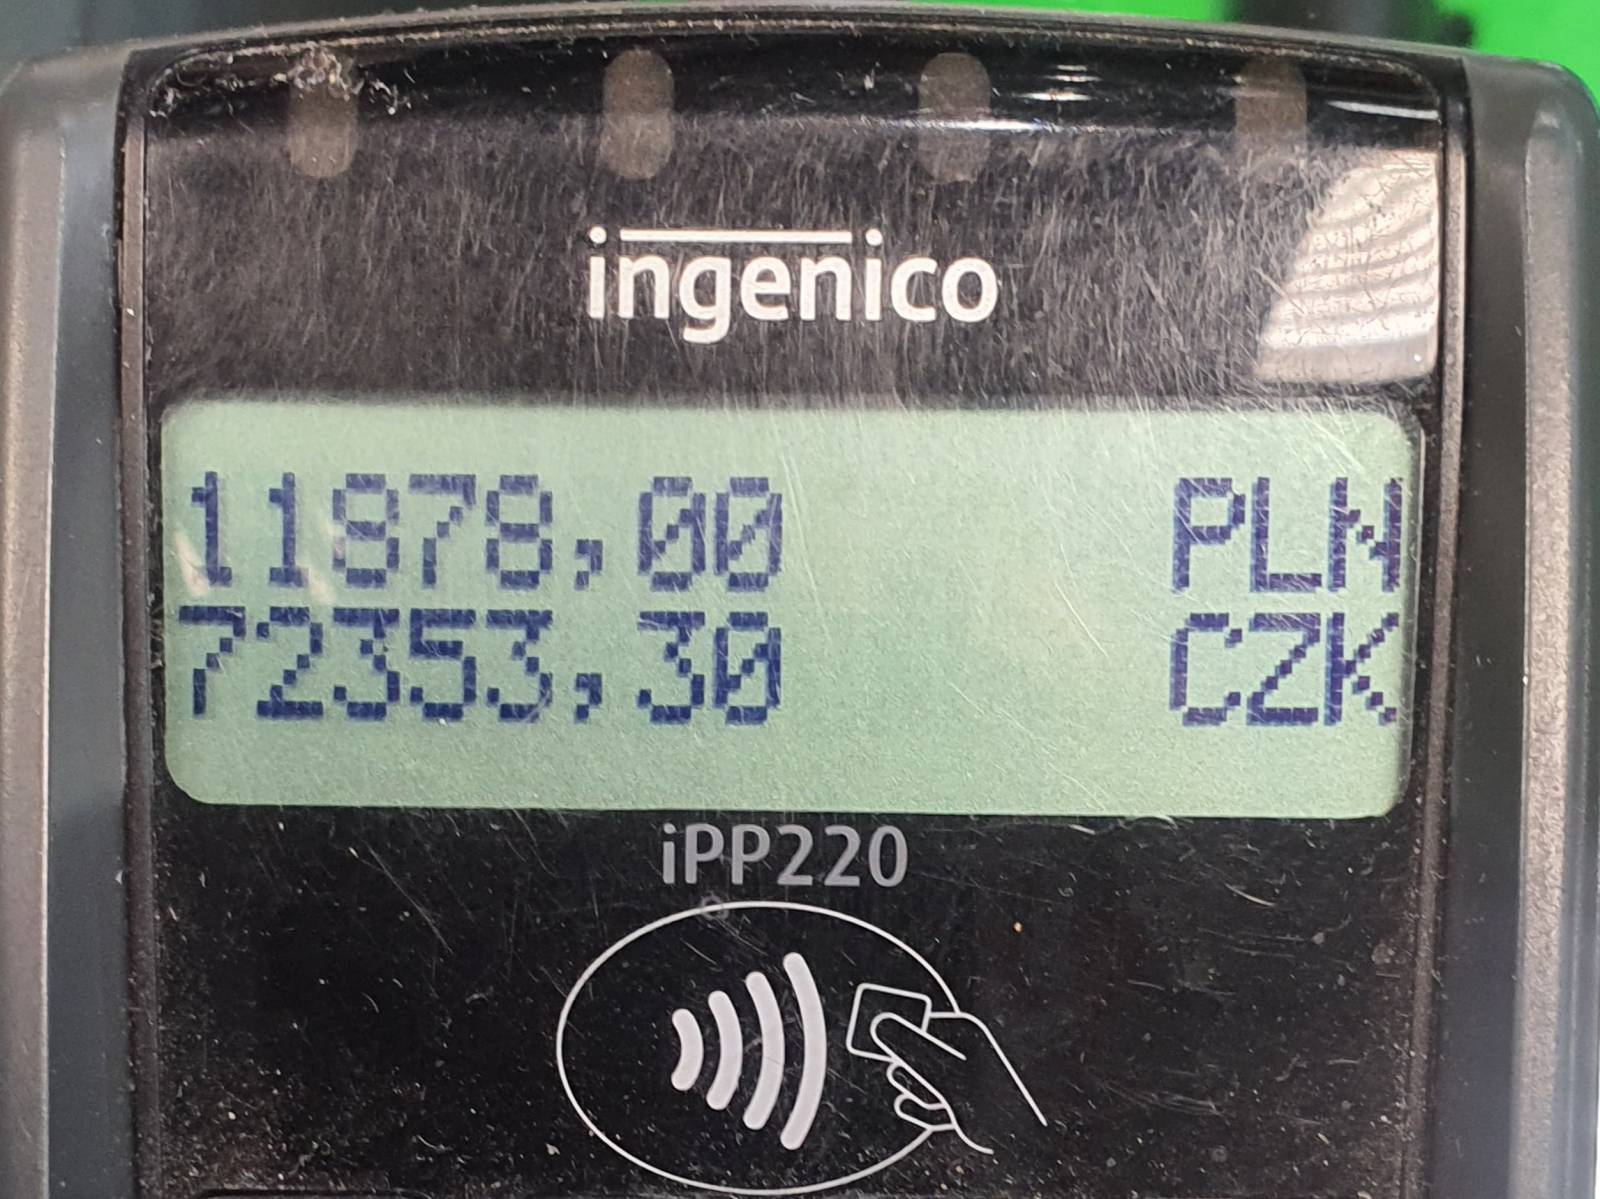 ingenico
11878,00 PLN
72353,30 CZK
iPP220